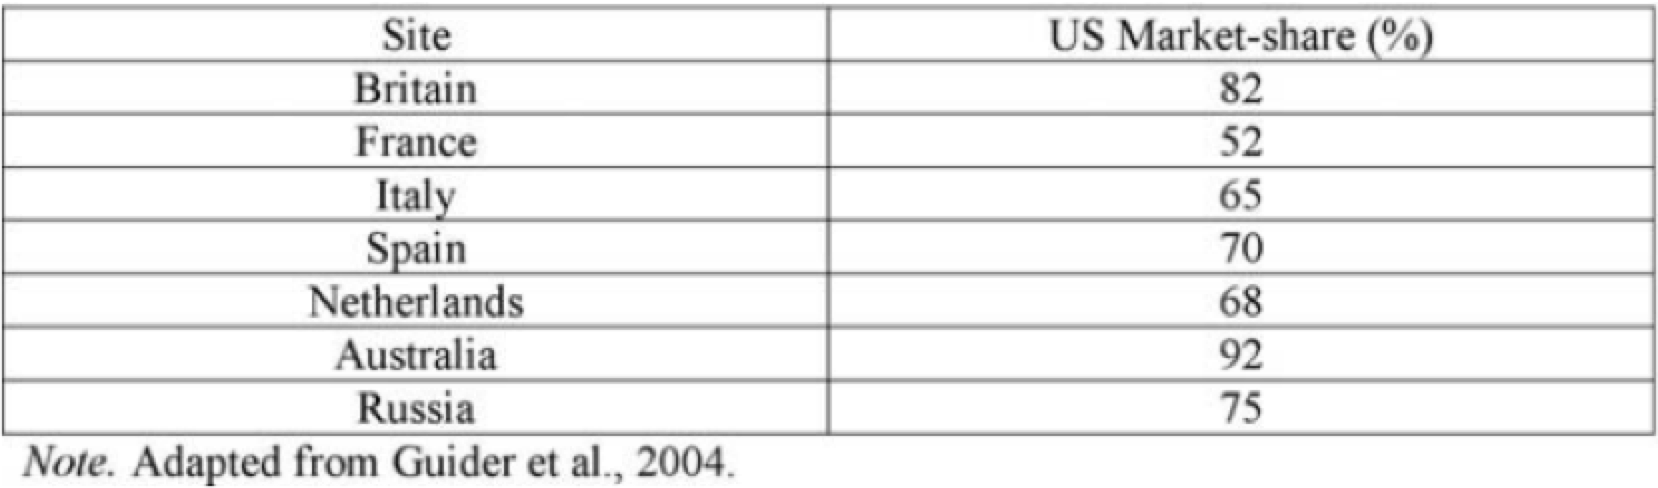 Site US Market-share (%)
Britain 82
France 52
Italy 65
Spain 70
Netherlands 68
Australia 92
Russia 75
Note. Adapted from Guider et al., 2004.